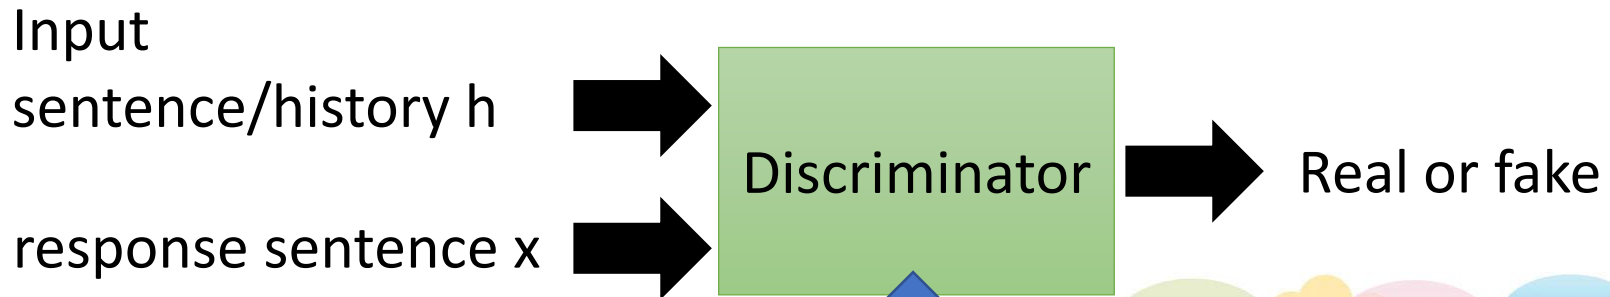 Input
sentence/history h
response sentence x
Discriminator
Real or fake